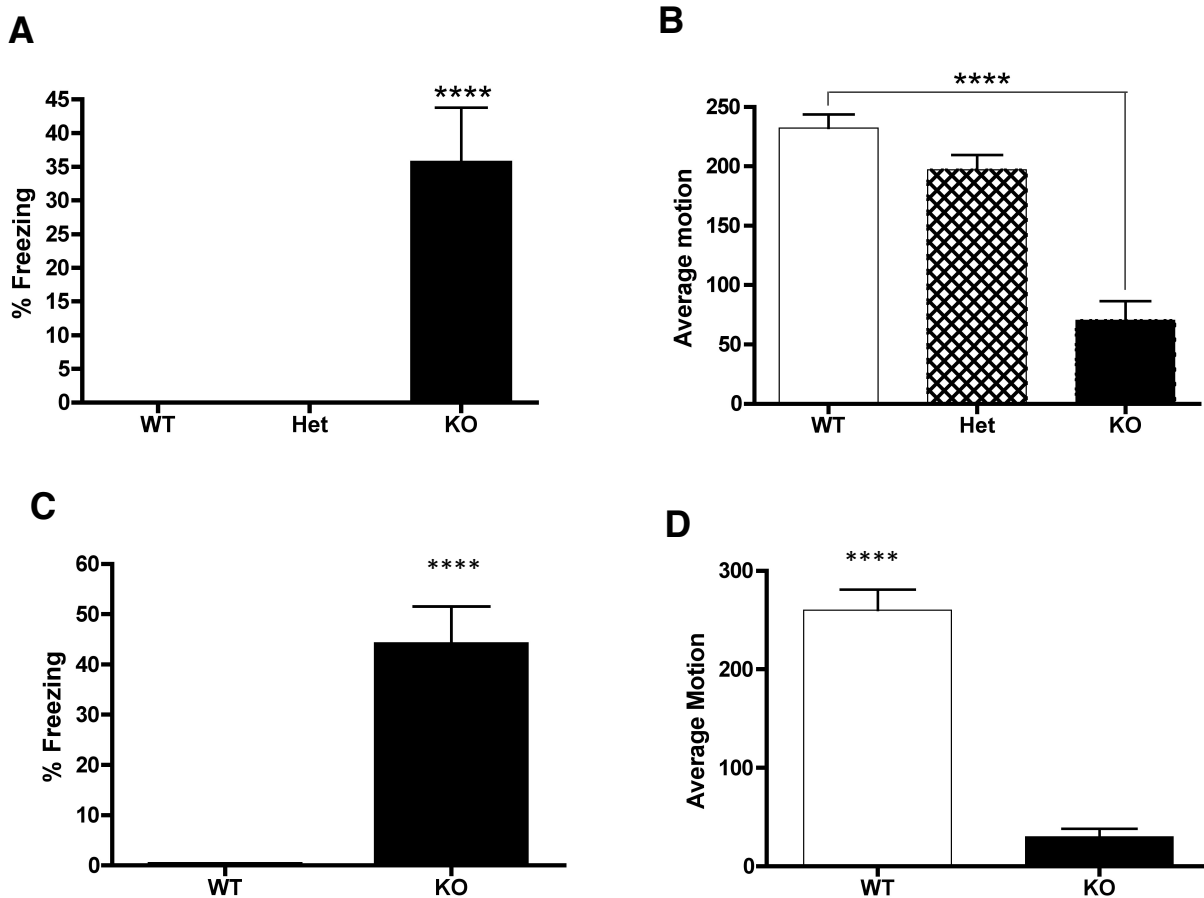 A
****
45
40
35
30
25
20
15
10
5
0
% Freezing
WT Het KO
B
****
250
200
150
100
50
0
Average motion
WT Het KO
C
****
60
50
40
30
20
10
0
% Freezing
WT KO
D
****
300
200
100
0
Average Motion
WT KO